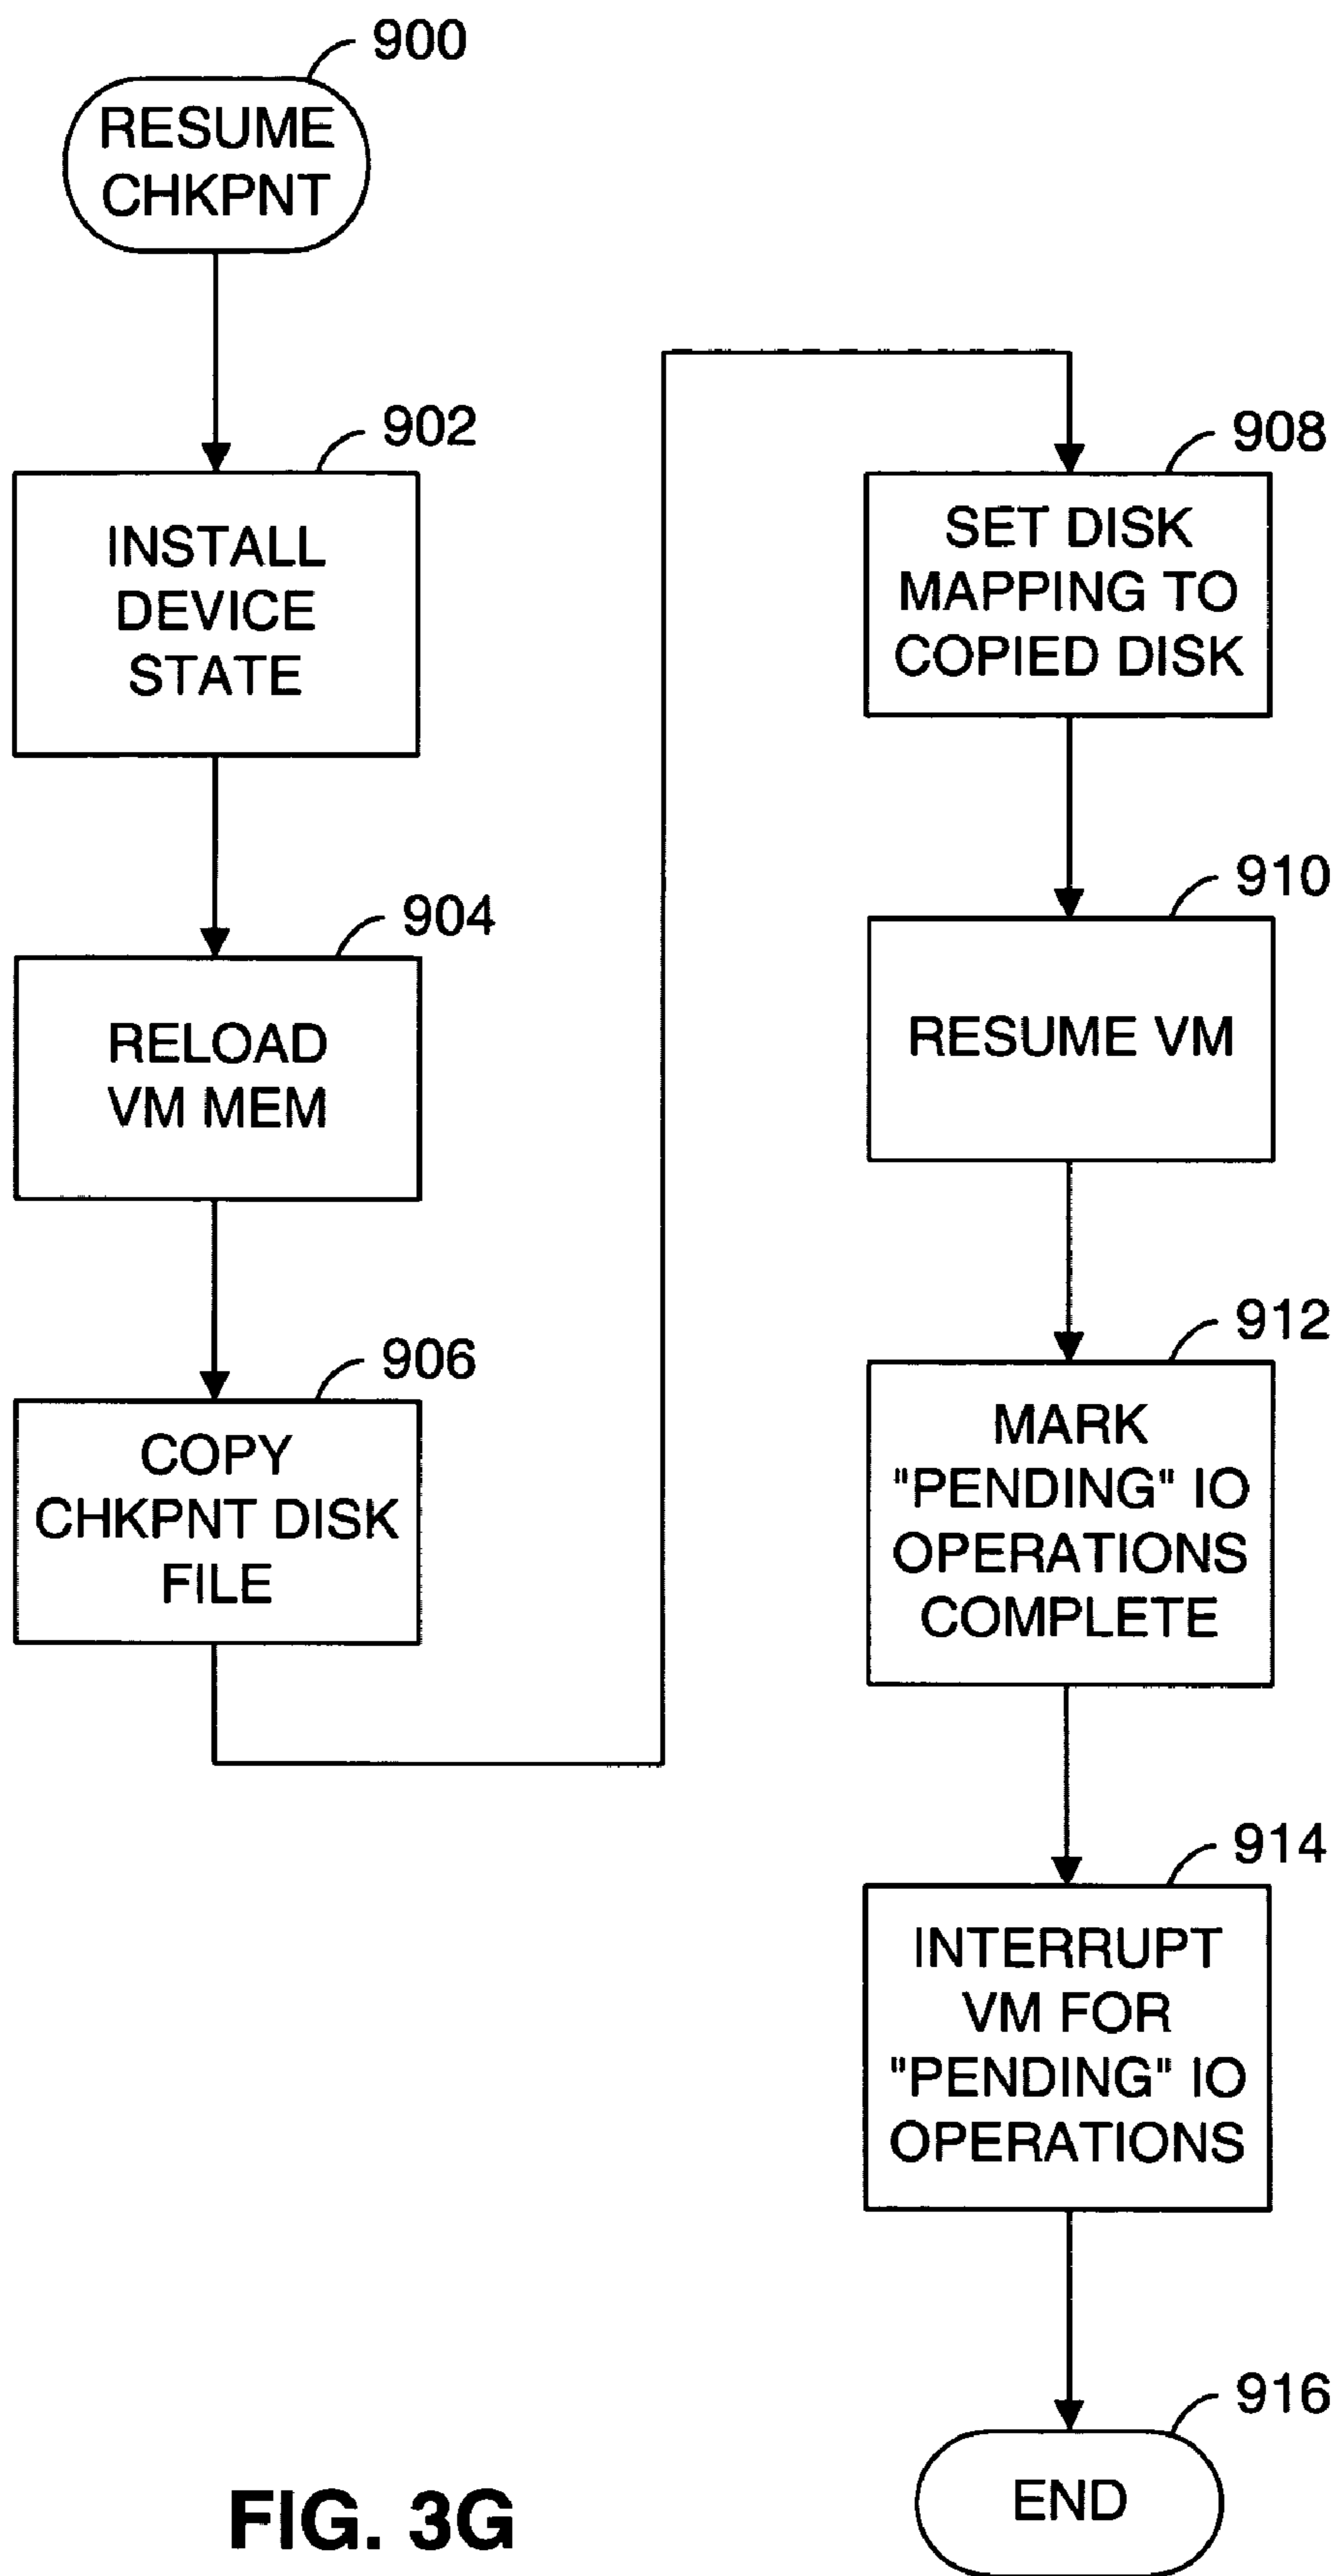 900
RESUME
CHKPNT
902
INSTALL
DEVICE
STATE
904
RELOAD
VM MEM
906
COPY
CHKPNT DISK
FILE
908
SET DISK
MAPPING TO
COPIED DISK
910
RESUME VM
912
MARK
"PENDING" IO
OPERATIONS
COMPLETE
914
INTERRUPT
VM FOR
"PENDING" IO
OPERATIONS
916
END
FIG. 3G